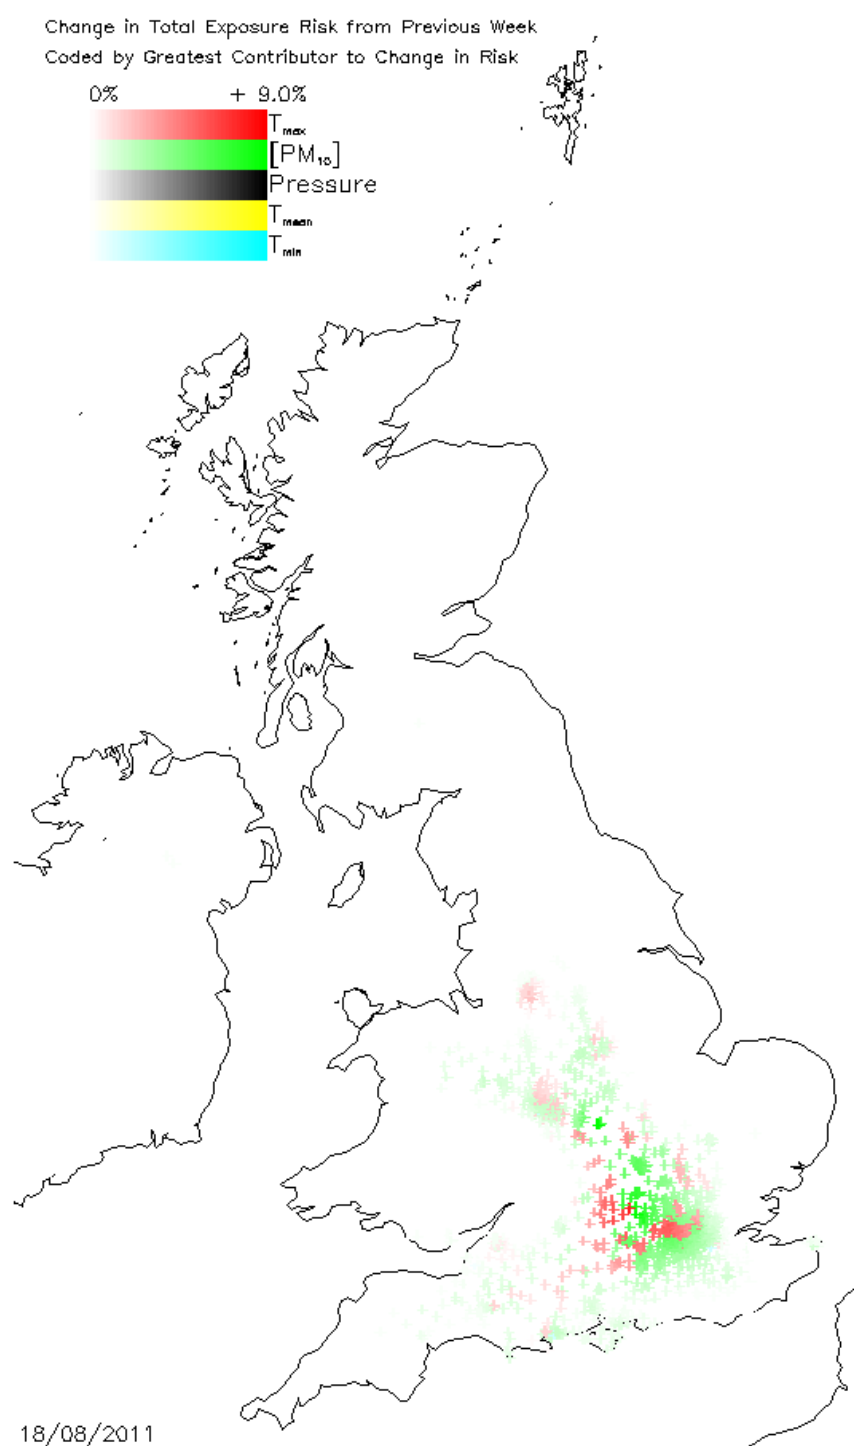 Change in Total Exposure Risk from Previous Week
Coded by Greatest Contributor to Change in Risk
0% + 9.0%
Tmax
[PM10]
Pressure
Tmean
Tmin
18/08/2011